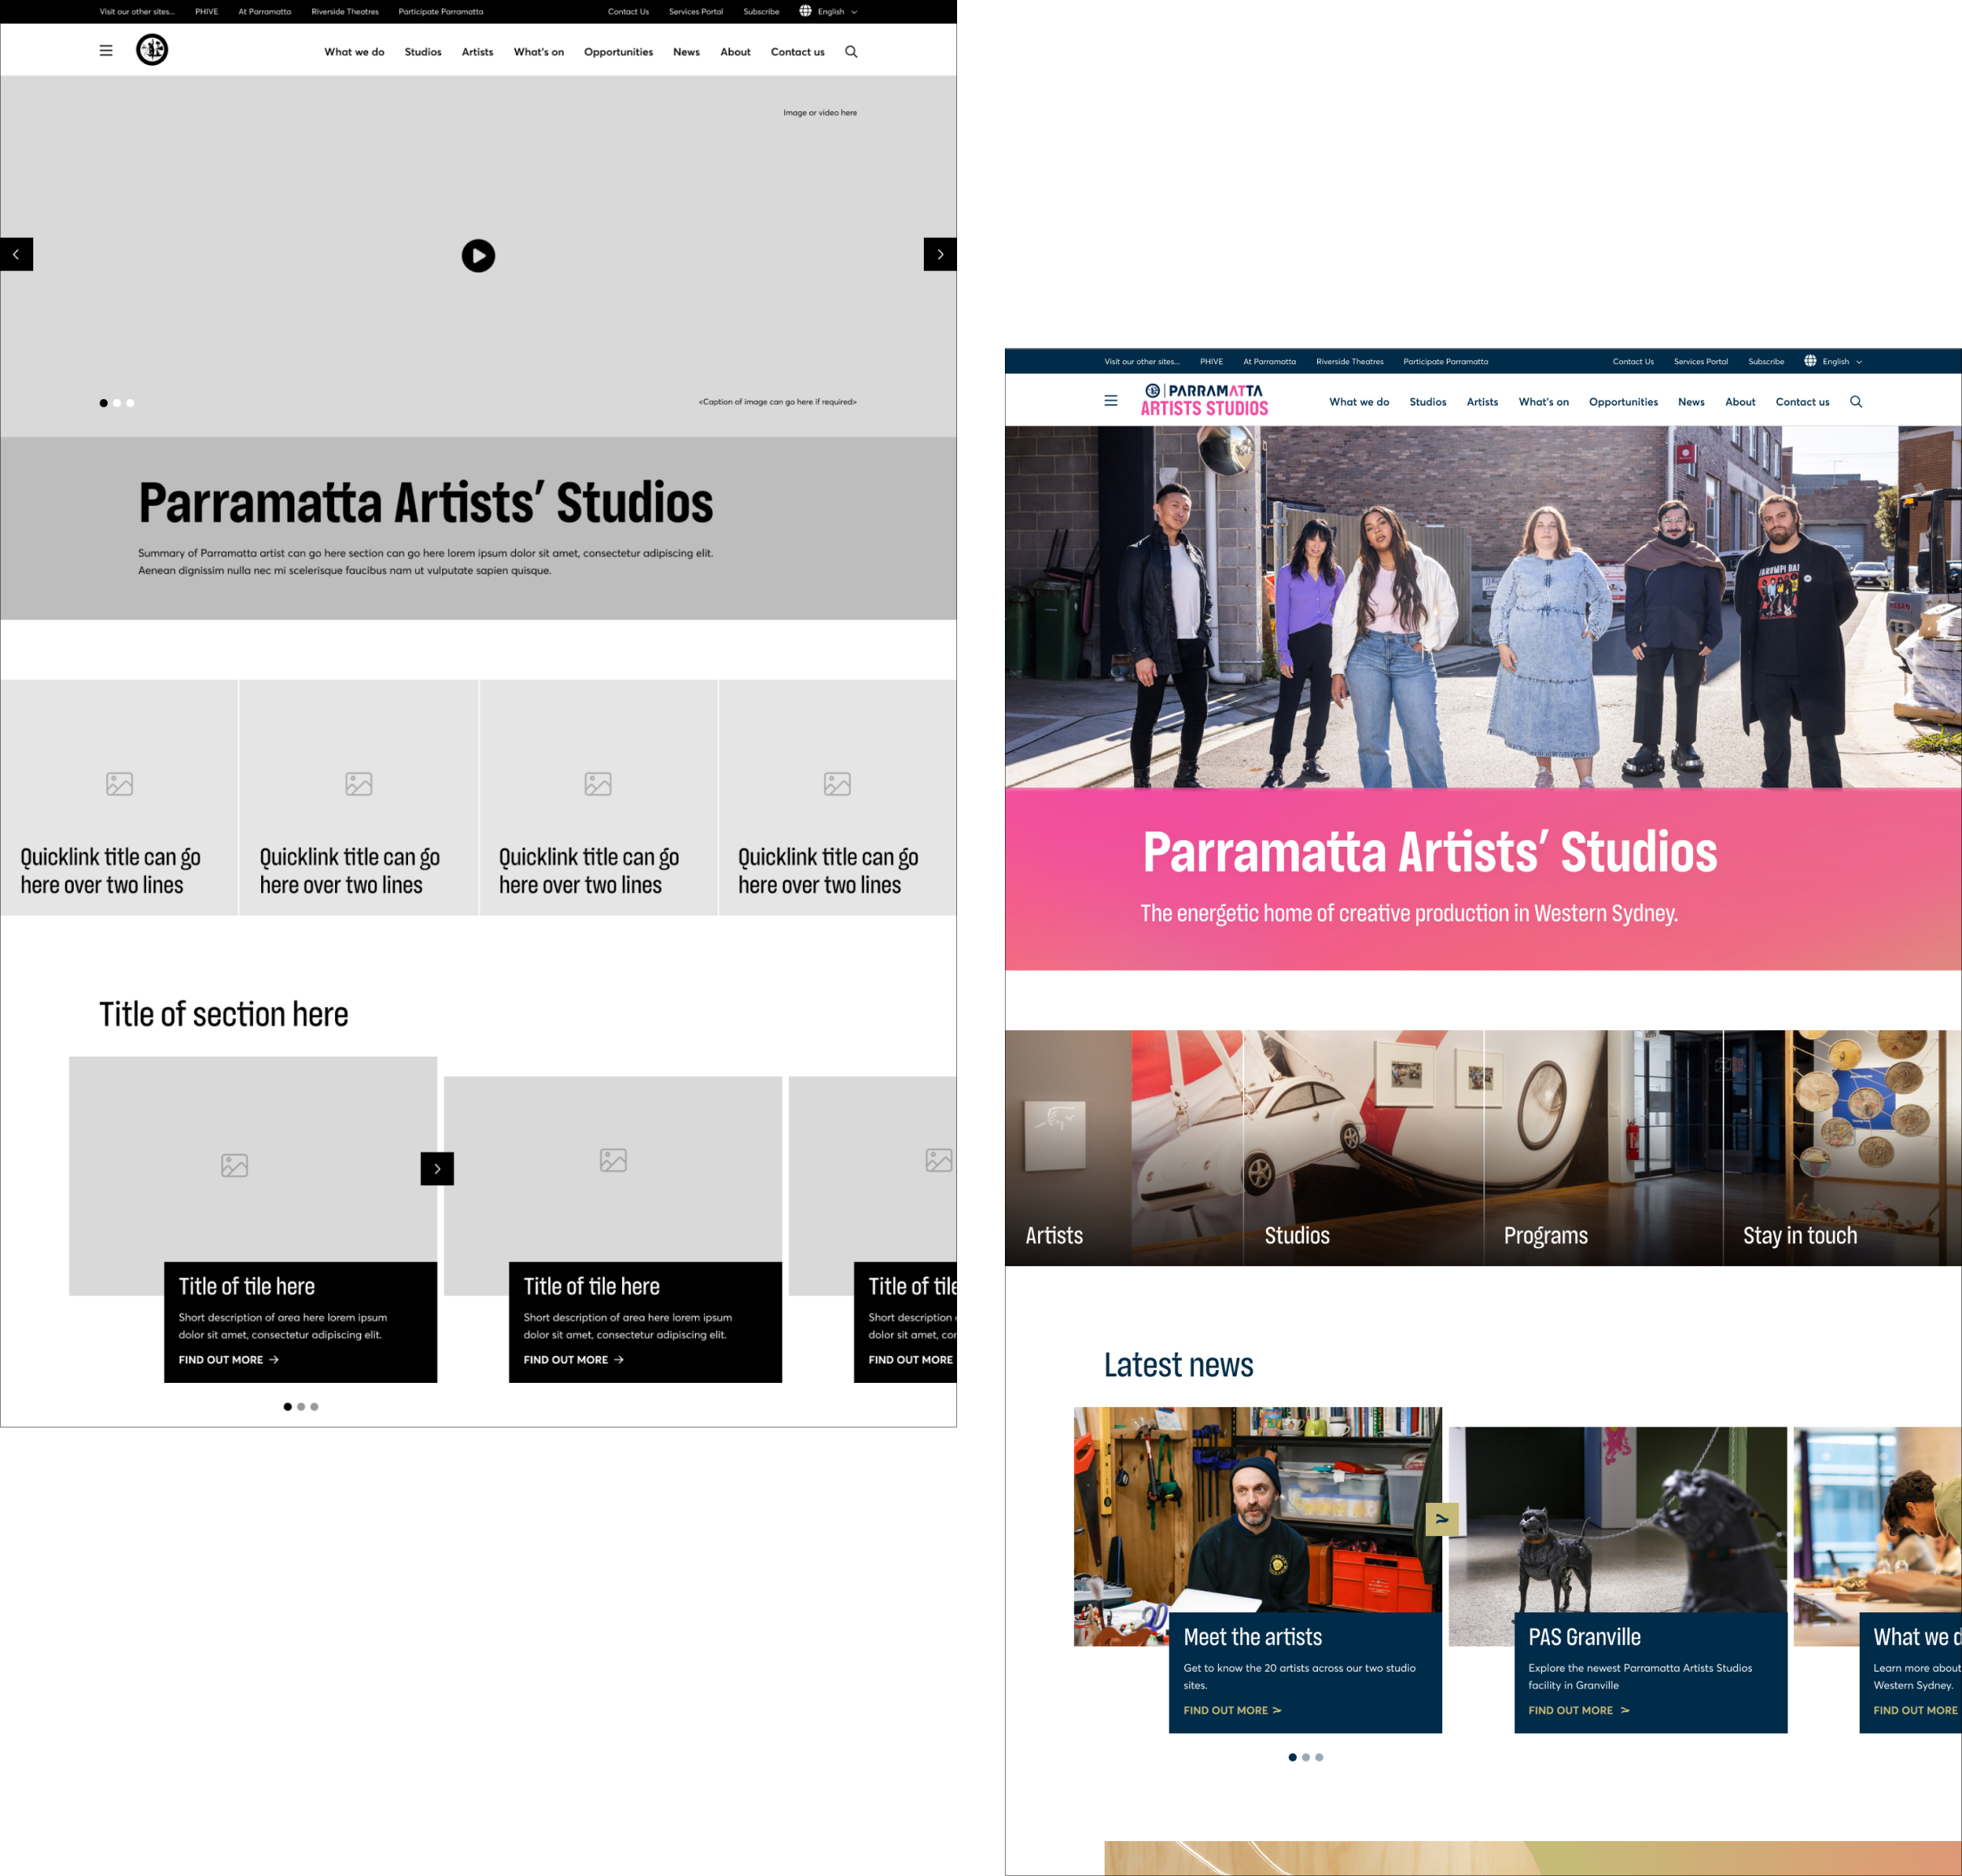 Visit our other sites... PHIVE At Parramatta Riverside Theatres Participate Parramatta Contact Us Services Portal Subscribe English
What we do Studios Artists What's on Opportunities News About Contact us
Image or video here
<Caption of image can go here if required>
Parramatta Artists’ Studios
Summary of Parramatta artist can go here section can go here lorem ipsum dolor sit amet, consectetur adipiscing elit.
Aenean dignissim nulla nec mi scelerisque faucibus nam ut vulputate sapien quisque.
Quicklink title can go
here over two lines
Quicklink title can go
here over two lines
Quicklink title can go
here over two lines
Quicklink title can go
here over two lines
Title of section here
Title of tile here
Short description of area here lorem ipsum
dolor sit amet, consectetur adipiscing elit.
FIND OUT MORE
Title of tile here
Short description of area here lorem ipsum
dolor sit amet, consectetur adipiscing elit.
FIND OUT MORE
Title of tile
Short description
dolor sit amet, con
FIND OUT MORE
Visit our other sites... PHIVE At Parramatta Riverside Theatres Participate Parramatta Contact Us Services Portal Subscribe English
PARRAMATTA
ARTISTS STUDIOS
What we do Studios Artists What's on Opportunities News About Contact us
Parramatta Artists’ Studios
The energetic home of creative production in Western Sydney.
Artists
Studios
Programs
Stay in touch
Latest news
Meet the artists
Get to know the 20 artists across our two studio
sites.
FIND OUT MORE
PAS Granville
Explore the newest Parramatta Artists Studios
facility in Granville
FIND OUT MORE
What we d
Learn more about
Western Sydney.
FIND OUT MORE